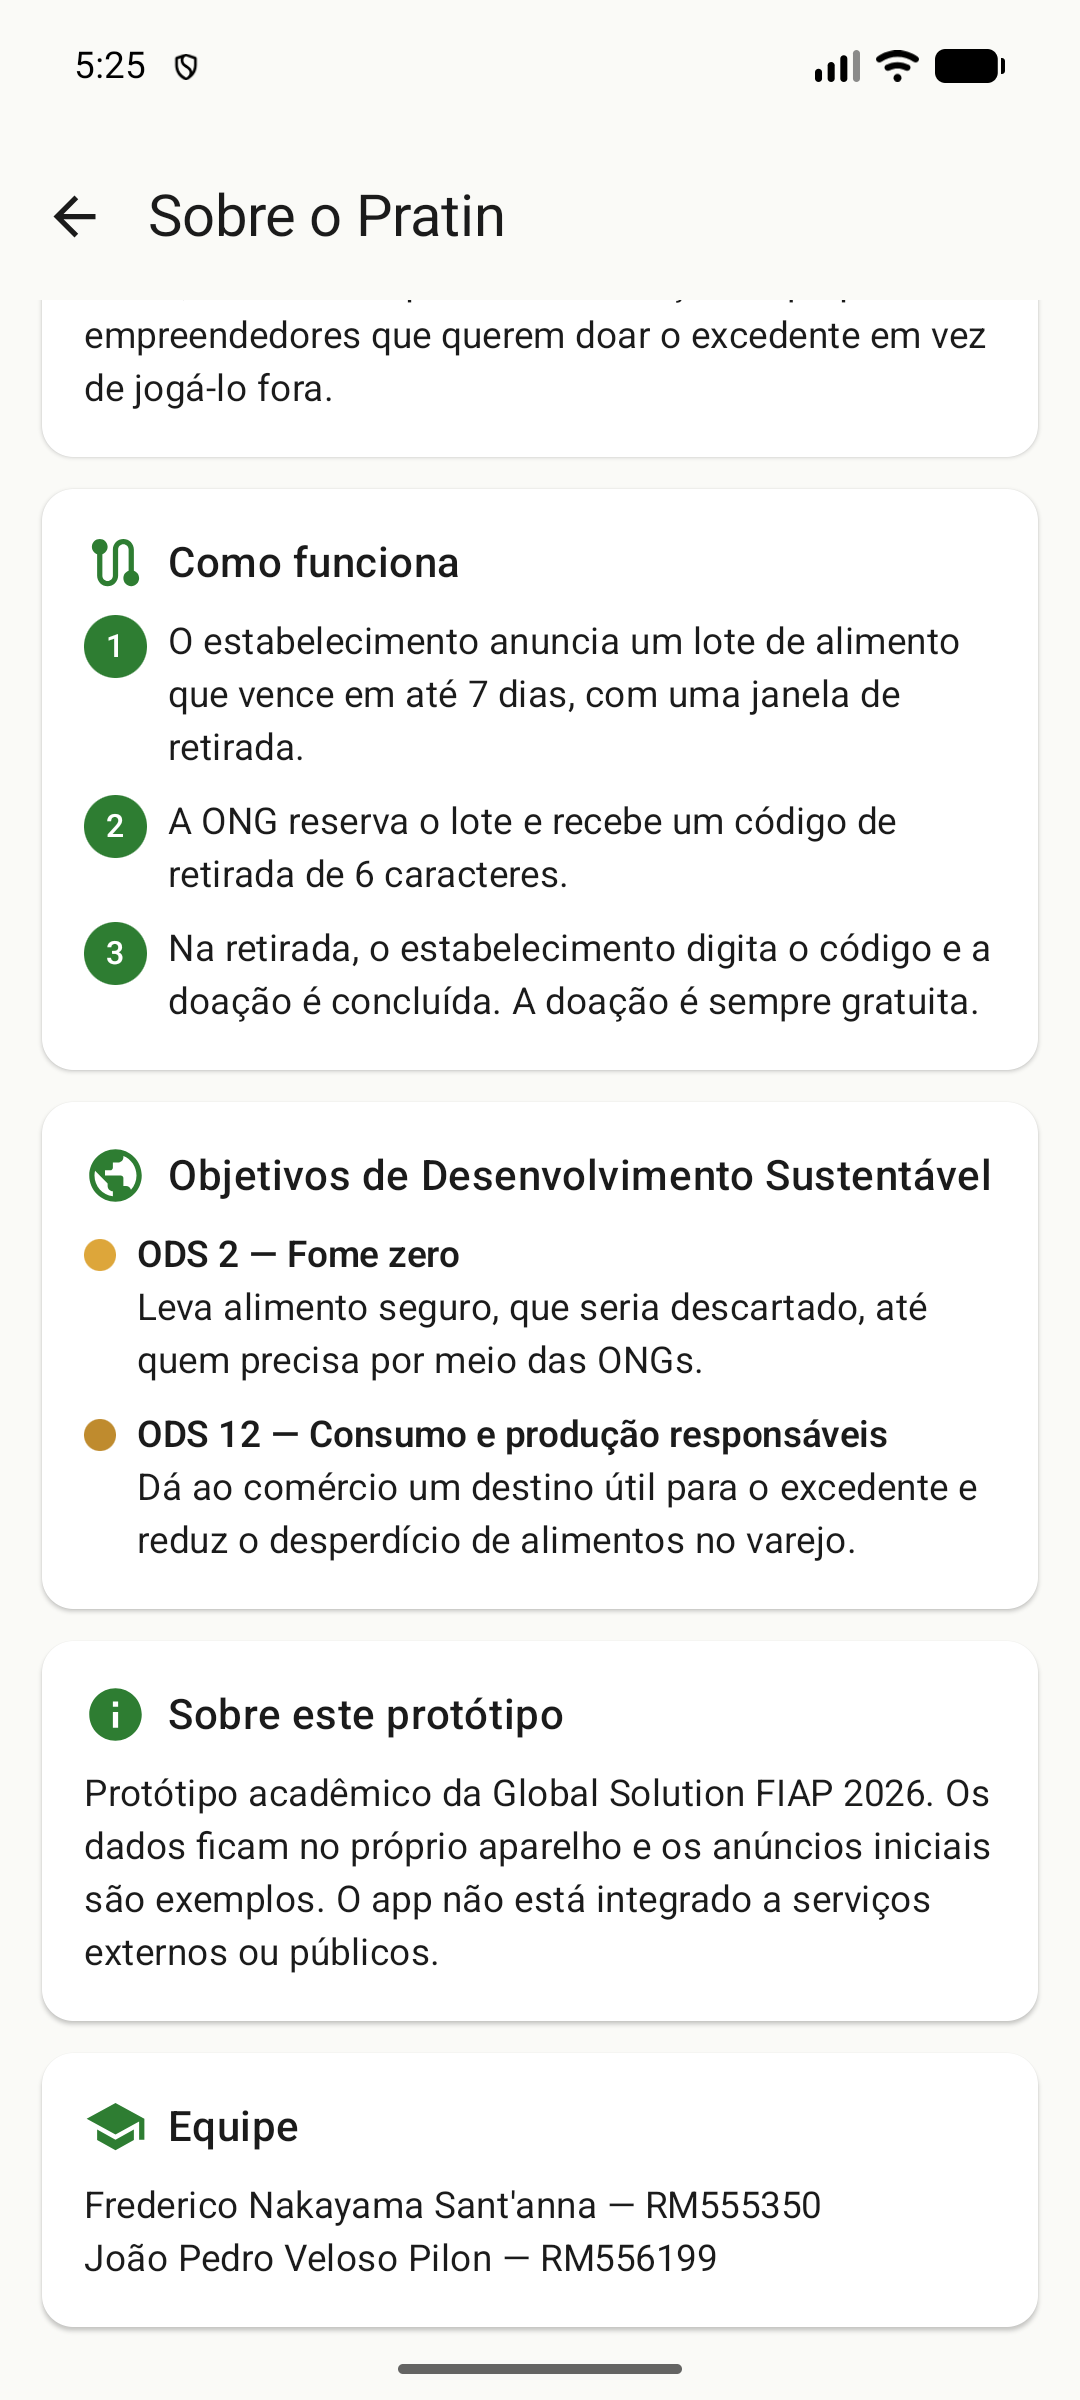 5:25
Sobre o Pratin
empreendedores que querem doar o excedente em vez
de jogá-lo fora.
Como funciona
1
O estabelecimento anuncia um lote de alimento
que vence em até 7 dias, com uma janela de
retirada.
2
A ONG reserva o lote e recebe um código de
retirada de 6 caracteres.
3
Na retirada, o estabelecimento digita o código e a
doação é concluída. A doação é sempre gratuita.
Objetivos de Desenvolvimento Sustentável
ODS 2 — Fome zero
Leva alimento seguro, que seria descartado, até
quem precisa por meio das ONGs.
ODS 12 — Consumo e produção responsáveis
Dá ao comércio um destino útil para o excedente e
reduz o desperdício de alimentos no varejo.
Sobre este protótipo
Protótipo acadêmico da Global Solution FIAP 2026. Os
dados ficam no próprio aparelho e os anúncios iniciais
são exemplos. O app não está integrado a serviços
externos ou públicos.
Equipe
Frederico Nakayama Sant'anna — RM555350
João Pedro Veloso Pilon — RM556199